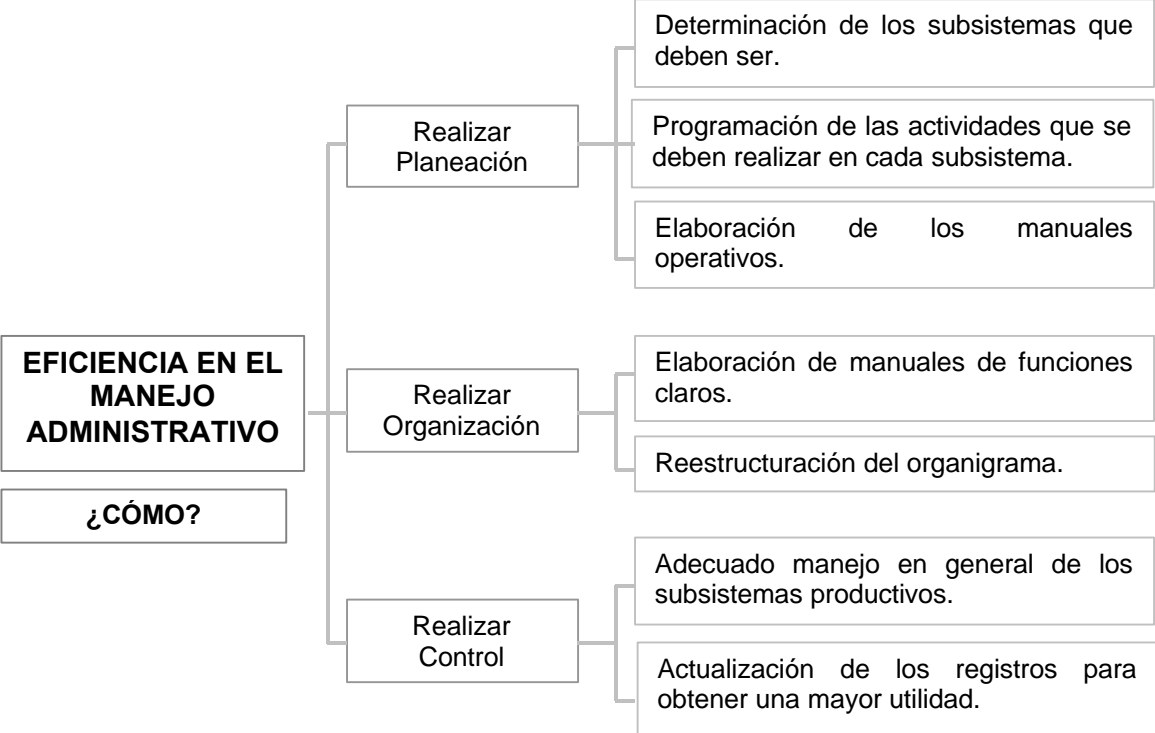 EFICIENCIA EN EL
MANEJO
ADMINISTRATIVO
¿CÓMO?
Realizar
Planeación
Determinación de los subsistemas que
deben ser.
Programación de las actividades que se
deben realizar en cada subsistema.
Elaboración de los manuales
operativos.
Realizar
Organización
Elaboración de manuales de funciones
claros.
Reestructuración del organigrama.
Realizar
Control
Adecuado manejo en general de los
subsistemas productivos.
Actualización de los registros para
obtener una mayor utilidad.